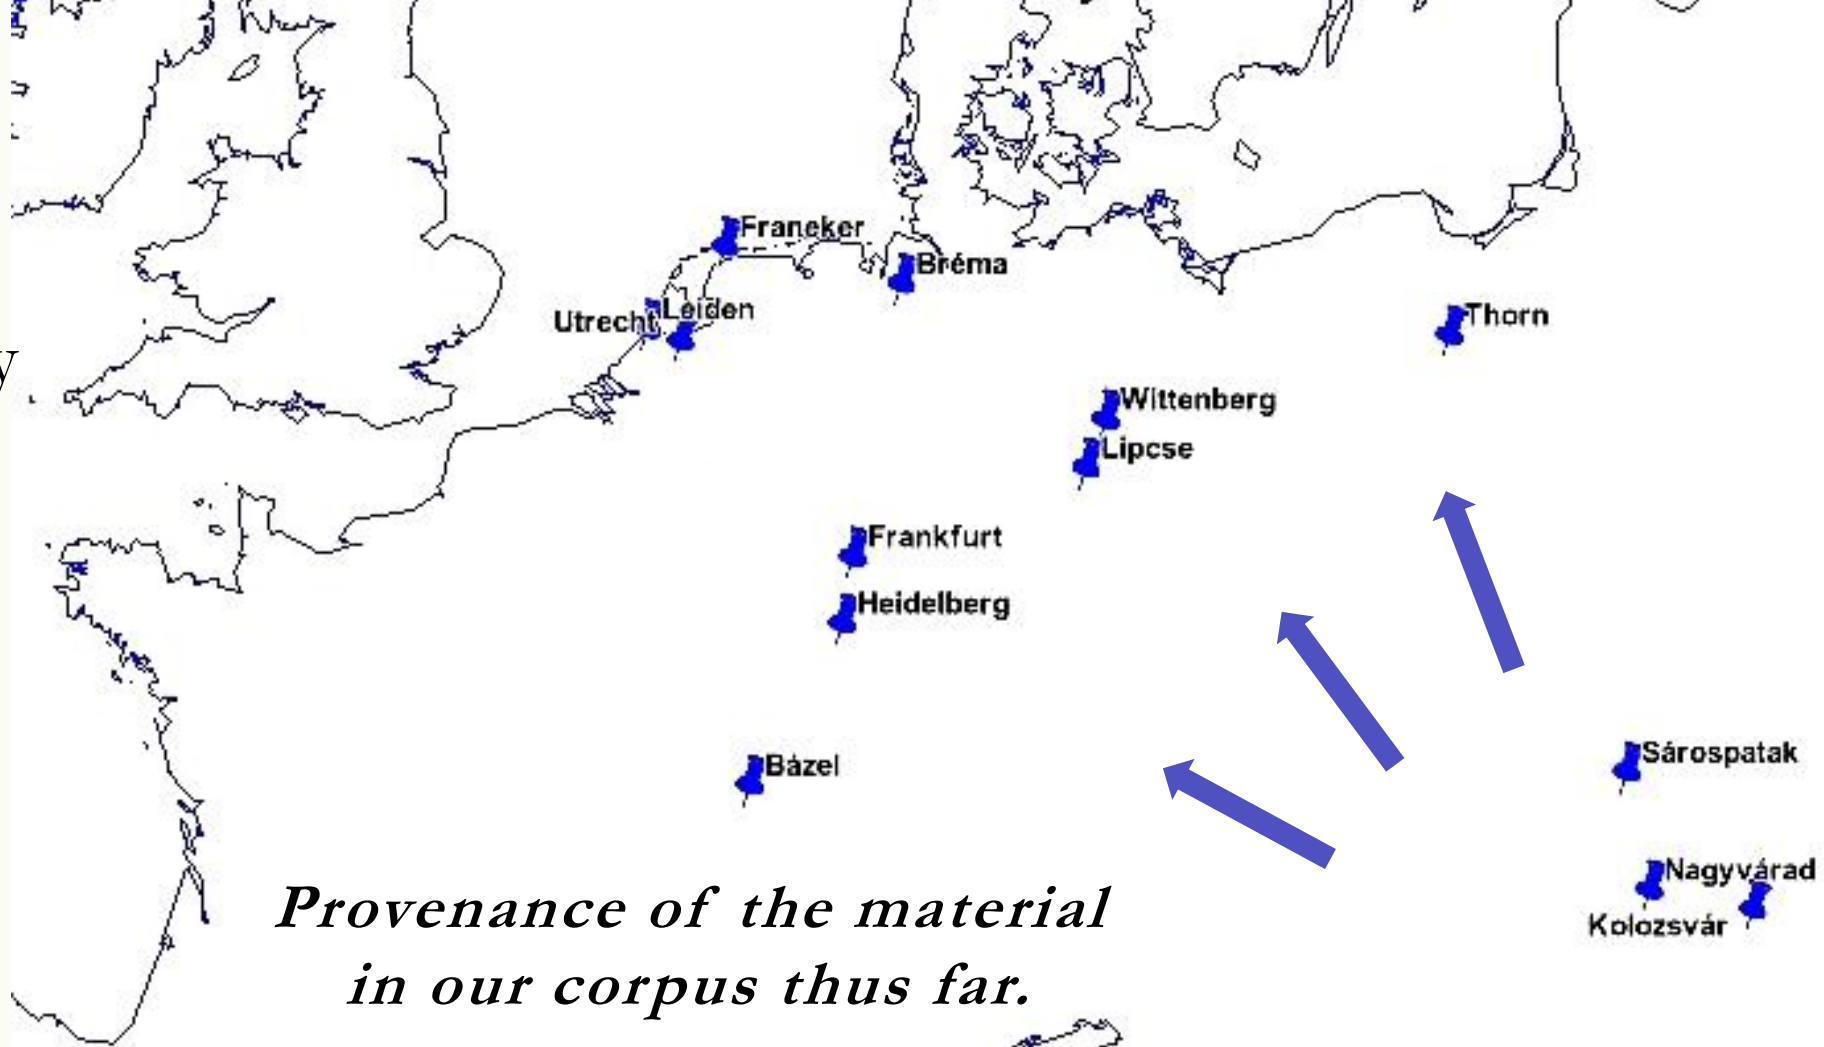 Franeker
Bréma
Leiden
Utrecht
Thorn
y
Wittenberg
Lipcse
Frankfurt
Heidelberg
Sárospatak
Bázel
Nagyvárad
Kolozsvár
Provenance of the material
in our corpus thus far.